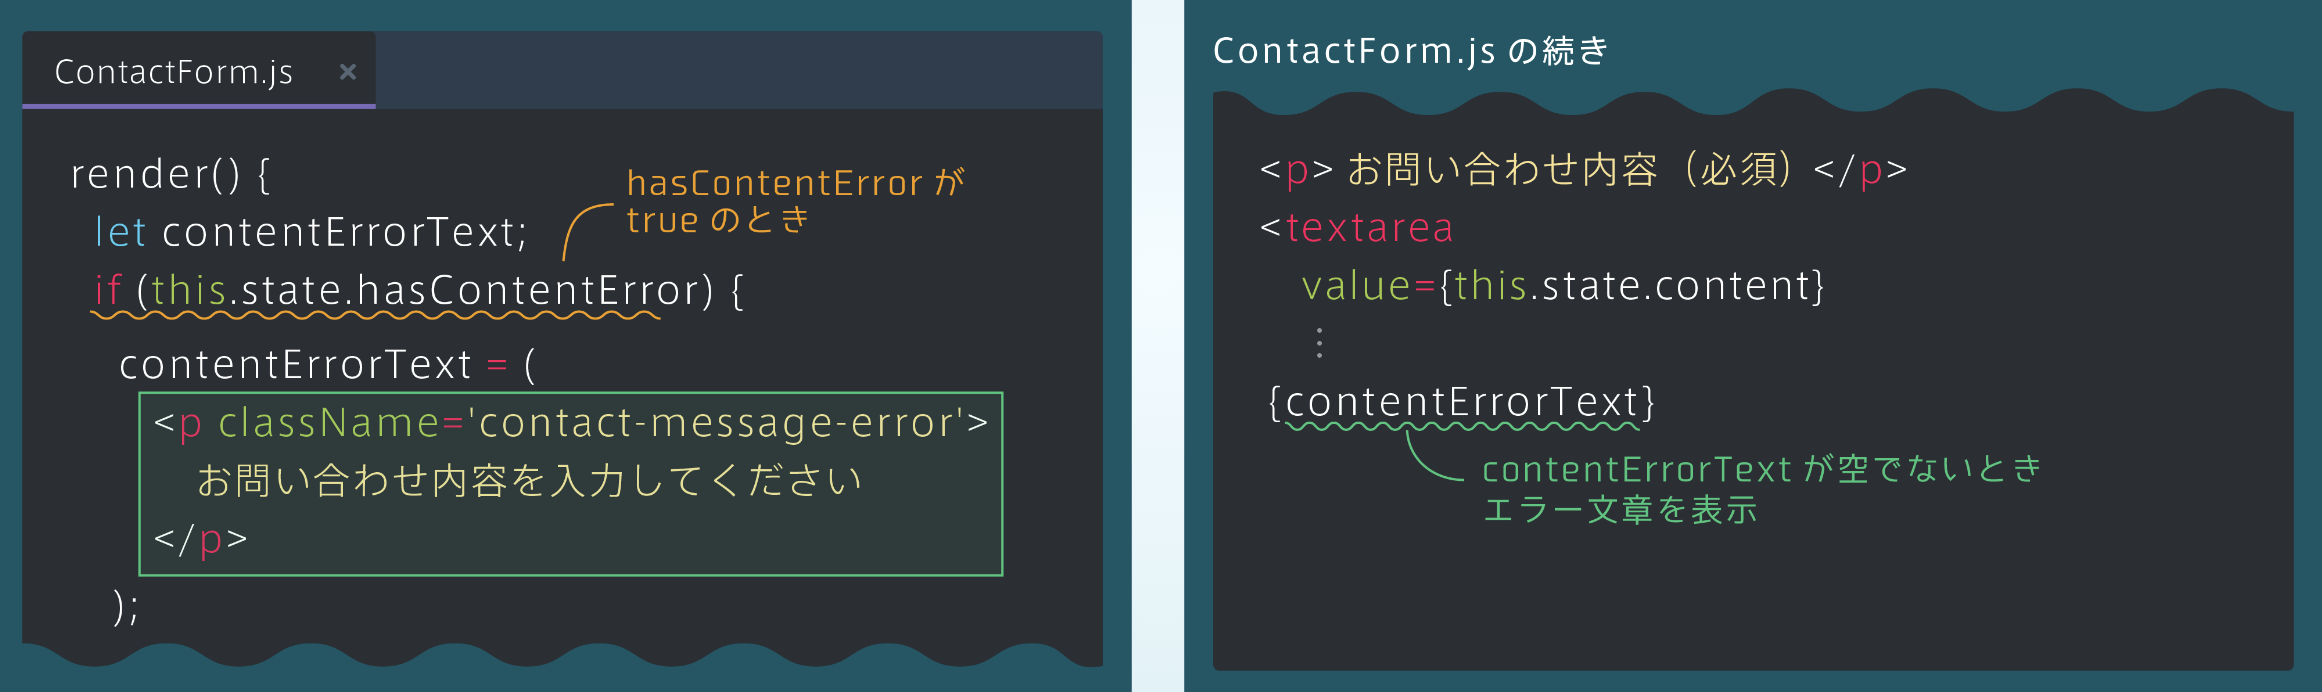 ContactForm.js ×
render() {
let contentErrorText;
hasContentError が
true のとき
if (this.state.hasContentError) {
contentErrorText = (
<p className='contact-message-error'>
お問い合わせ内容を入力してください
</p>
);
ContactForm.js の続き
<p> お問い合わせ内容（必須）</p>
<textarea
value={this.state.content}
⋮
{contentErrorText}
contentErrorText が空でないとき
エラー文章を表示